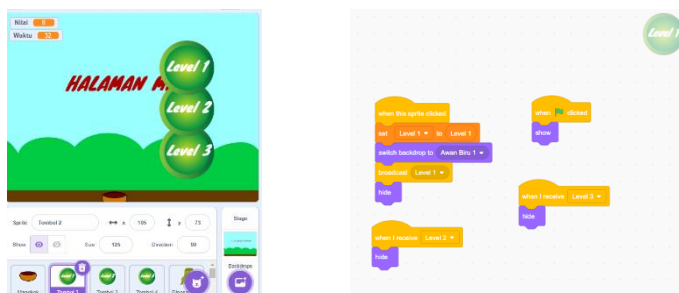 Nilai 0
Waktu 32
HALAMAN M
Level 1
Level 2
Level 3
Sprite Tombol 2 x 105 y 73
Show Size 125 Direction 90
Stage
Backdrops
Mangkok Tombol 2 Tombol 4
Level 1
when this sprite clicked
set Level 1 to Level 1
switch backdrop to Awan Biru 1
broadcast Level 1
hide
when clicked
show
when I receive Level 3
hide
when I receive Level 2
hide